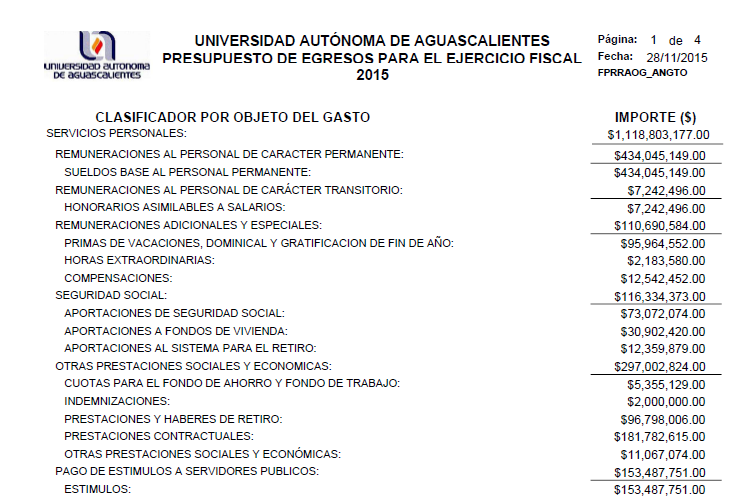 UNIVERSIDAD AUTONOMA
DE AGUASCALIENTES
UNIVERSIDAD AUTÓNOMA DE AGUASCALIENTES
PRESUPUESTO DE EGRESOS PARA EL EJERCICIO FISCAL
2015
Página: 1 de 4
Fecha: 28/11/2015
FPRRAOG_ANGTO
CLASIFICADOR POR OBJETO DEL GASTO IMPORTE ($)
SERVICIOS PERSONALES: $1,118,803,177.00
REMUNERACIONES AL PERSONAL DE CARACTER PERMANENTE: $434,045,149.00
SUELDOS BASE AL PERSONAL PERMANENTE: $434,045,149.00
REMUNERACIONES AL PERSONAL DE CARÁCTER TRANSITORIO: $7,242,496.00
HONORARIOS ASIMILABLES A SALARIOS: $7,242,496.00
REMUNERACIONES ADICIONALES Y ESPECIALES: $110,690,584.00
PRIMAS DE VACACIONES, DOMINICAL Y GRATIFICACION DE FIN DE AÑO: $95,964,552.00
HORAS EXTRAORDINARIAS: $2,183,580.00
COMPENSACIONES: $12,542,452.00
SEGURIDAD SOCIAL: $116,334,373.00
APORTACIONES DE SEGURIDAD SOCIAL: $73,072,074.00
APORTACIONES A FONDOS DE VIVIENDA: $30,902,420.00
APORTACIONES AL SISTEMA PARA EL RETIRO: $12,359,879.00
OTRAS PRESTACIONES SOCIALES Y ECONOMICAS: $297,002,824.00
CUOTAS PARA EL FONDO DE AHORRO Y FONDO DE TRABAJO: $5,355,129.00
INDEMNIZACIONES: $2,000,000.00
PRESTACIONES Y HABERES DE RETIRO: $96,798,006.00
PRESTACIONES CONTRACTUALES: $181,782,615.00
OTRAS PRESTACIONES SOCIALES Y ECONÓMICAS: $11,067,074.00
PAGO DE ESTIMULOS A SERVIDORES PUBLICOS: $153,487,751.00
ESTIMULOS: $153,487,751.00